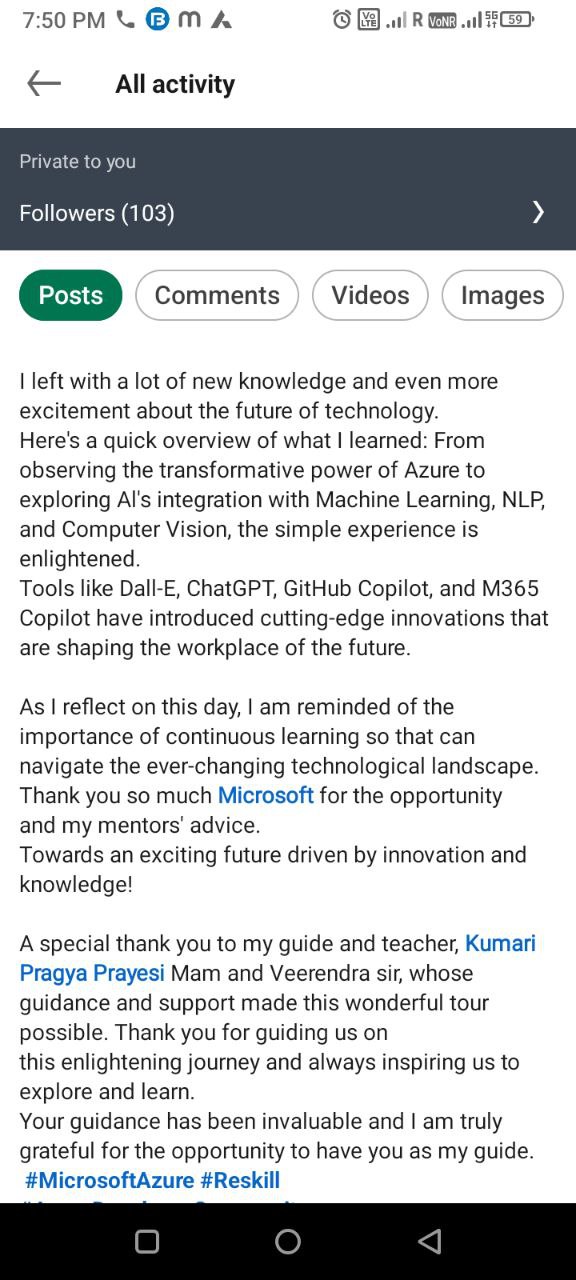 7:50 PM
Vo LTE R VoNR 59
All activity
Private to you
Followers (103)
Posts Comments Videos Images
I left with a lot of new knowledge and even more
excitement about the future of technology.
Here's a quick overview of what I learned: From
observing the transformative power of Azure to
exploring AI's integration with Machine Learning, NLP,
and Computer Vision, the simple experience is
enlightened.
Tools like Dall-E, ChatGPT, GitHub Copilot, and M365
Copilot have introduced cutting-edge innovations that
are shaping the workplace of the future.
As I reflect on this day, I am reminded of the
importance of continuous learning so that can
navigate the ever-changing technological landscape.
Thank you so much Microsoft for the opportunity
and my mentors' advice.
Towards an exciting future driven by innovation and
knowledge!
A special thank you to my guide and teacher, Kumari
Pragya Prayesi Mam and Veerendra sir, whose
guidance and support made this wonderful tour
possible. Thank you for guiding us on
this enlightening journey and always inspiring us to
explore and learn.
Your guidance has been invaluable and I am truly
grateful for the opportunity to have you as my guide.
#MicrosoftAzure #Reskill